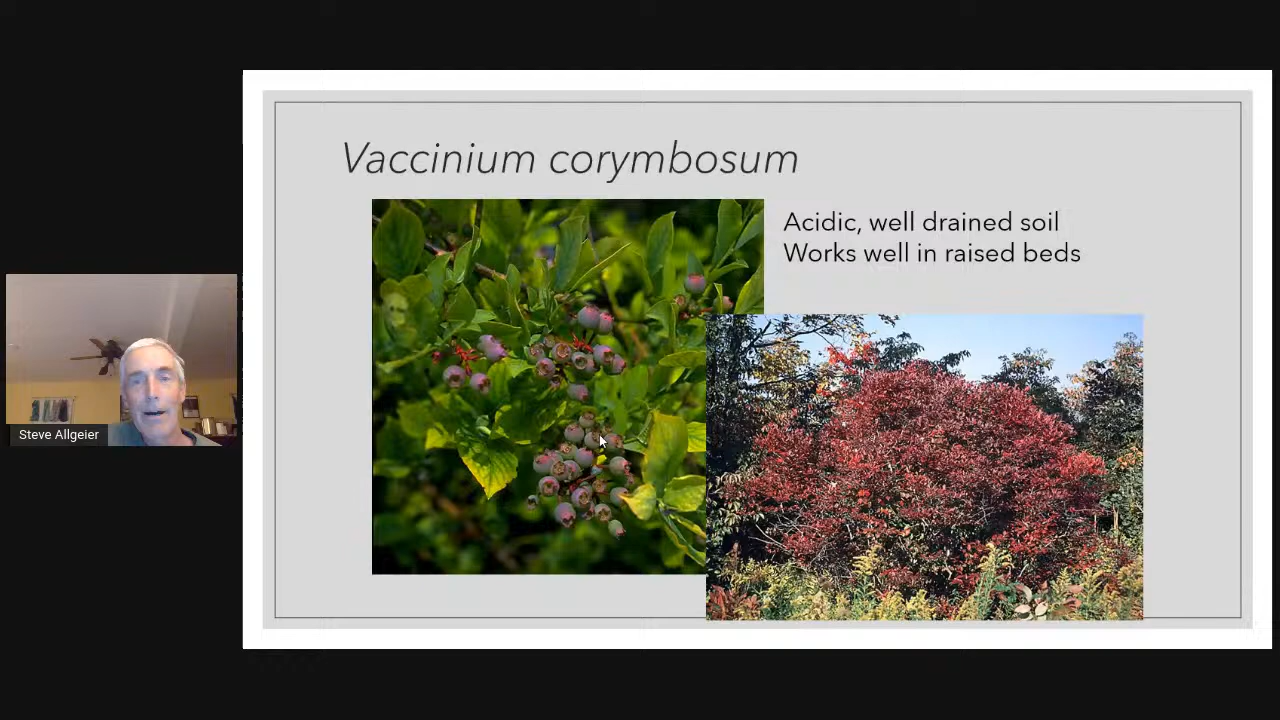 Vaccinium corymbosum
Acidic, well drained soil
Works well in raised beds
Steve Allgeier